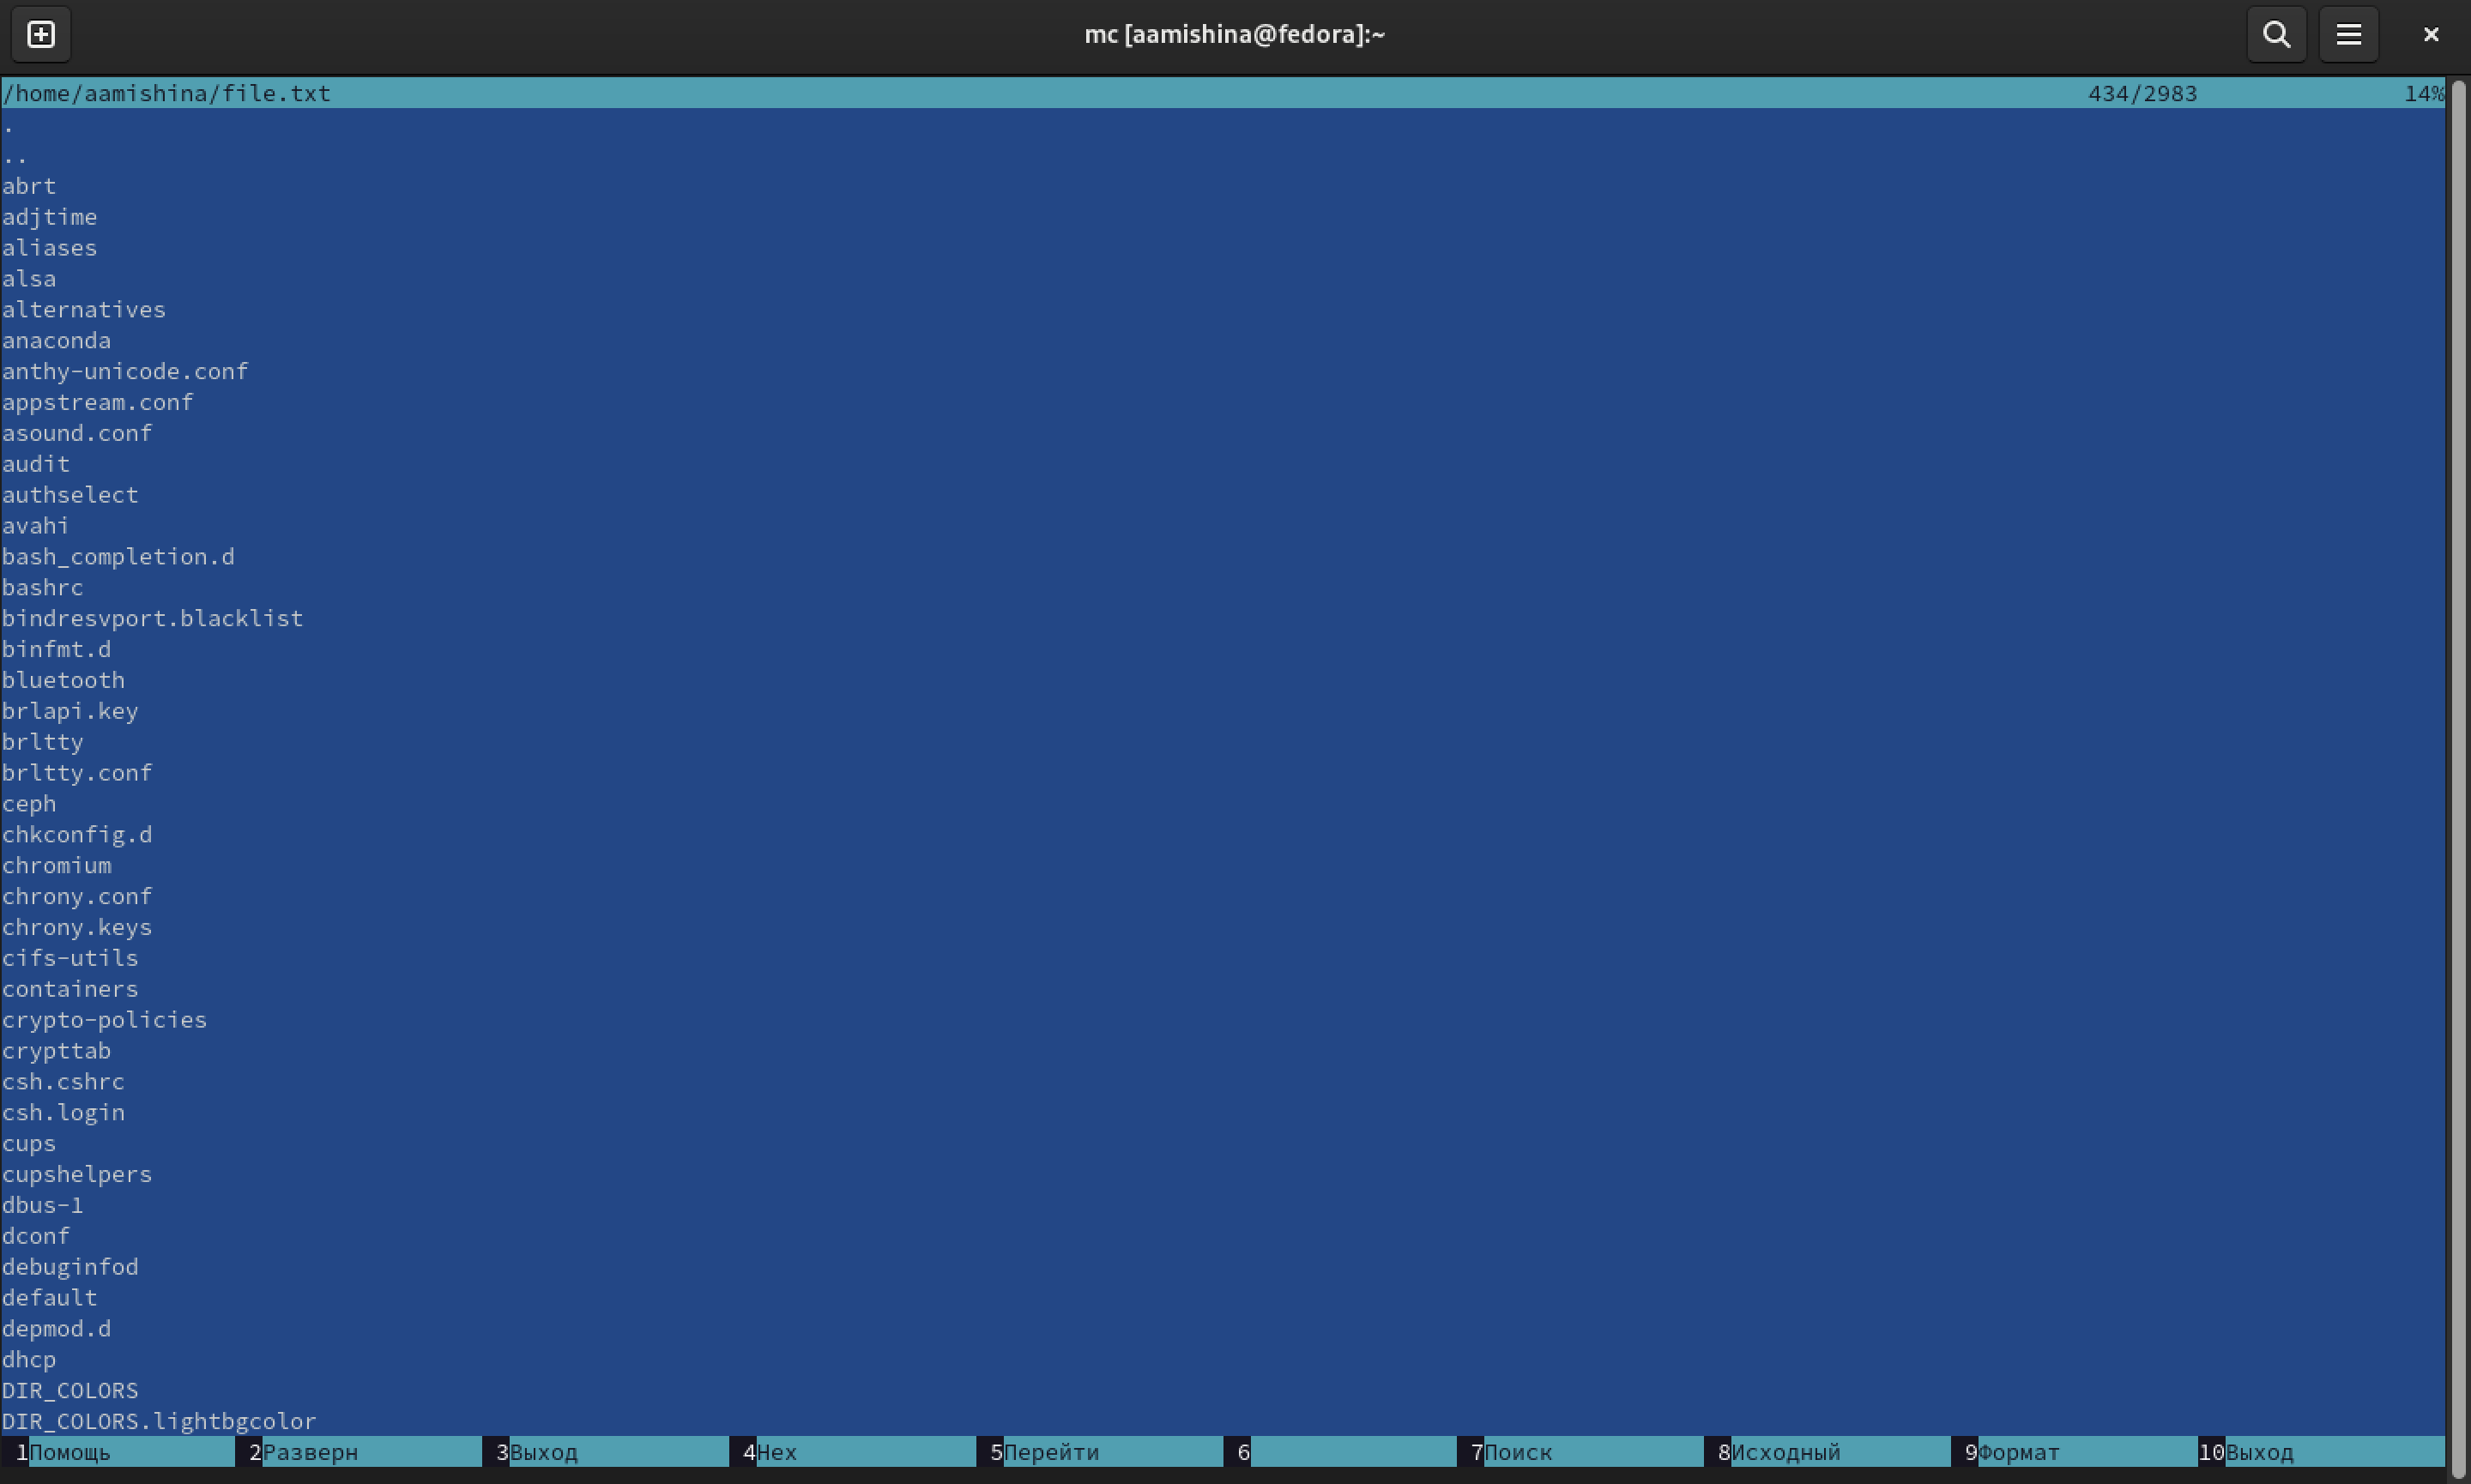 mc [aamishina@fedora]:~
/home/aamishina/file.txt 434/2983 14%
.
..
abrt
adjtime
aliases
alsa
alternatives
anaconda
anthy-unicode.conf
appstream.conf
asound.conf
audit
authselect
avahi
bash_completion.d
bashrc
bindresvport.blacklist
binfmt.d
bluetooth
brlapi.key
brltty
brltty.conf
ceph
chkconfig.d
chromium
chrony.conf
chrony.keys
cifs-utils
containers
crypto-policies
crypttab
csh.cshrc
csh.login
cups
cupshelpers
dbus-1
dconf
debuginfod
default
depmod.d
dhcp
DIR_COLORS
DIR_COLORS.lightbgcolor
1Помощь 2Разверн 3Выход 4Hex 5Перейти 6 7Поиск 8Исходный 9Формат 10Выход